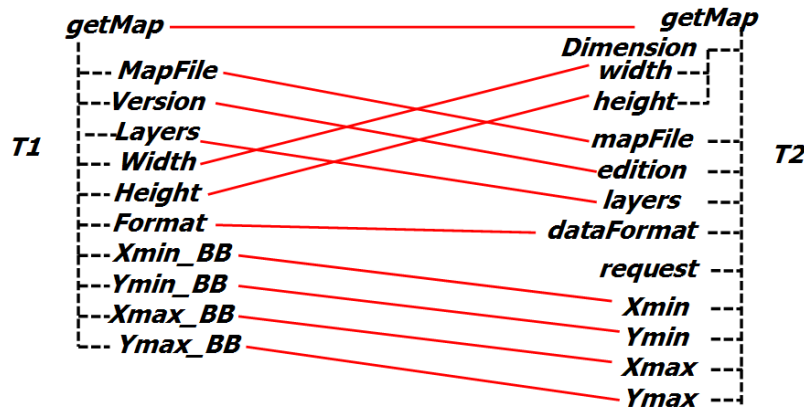 getMap
MapFile
Version
Layers
T1
Width
Height
Format
Xmin_BB
Ymin_BB
Xmax_BB
Ymax_BB
getMap
Dimension
width
height
mapFile
T2
edition
layers
dataFormat
request
Xmin
Ymin
Xmax
Ymax